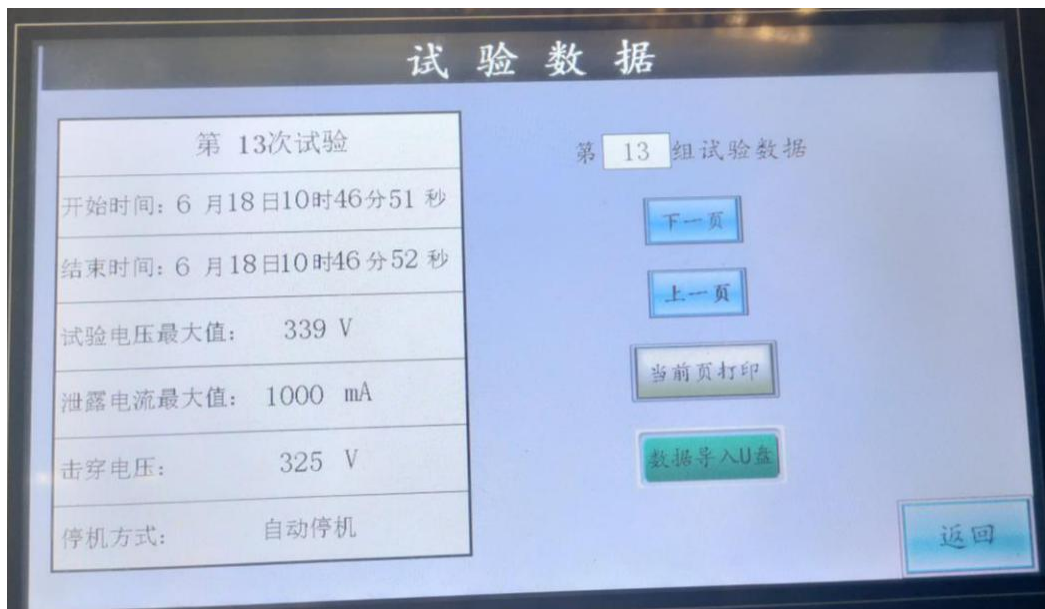 试验数据
第 13次试验
开始时间: 6 月18日10时46分51 秒
结束时间: 6 月18日10时46分52 秒
试验电压最大值: 339 V
泄露电流最大值: 1000 mA
击穿电压: 325 V
停机方式: 自动停机
第 13 组试验数据
下一页
上一页
当前页打印
数据导入U盘
返回